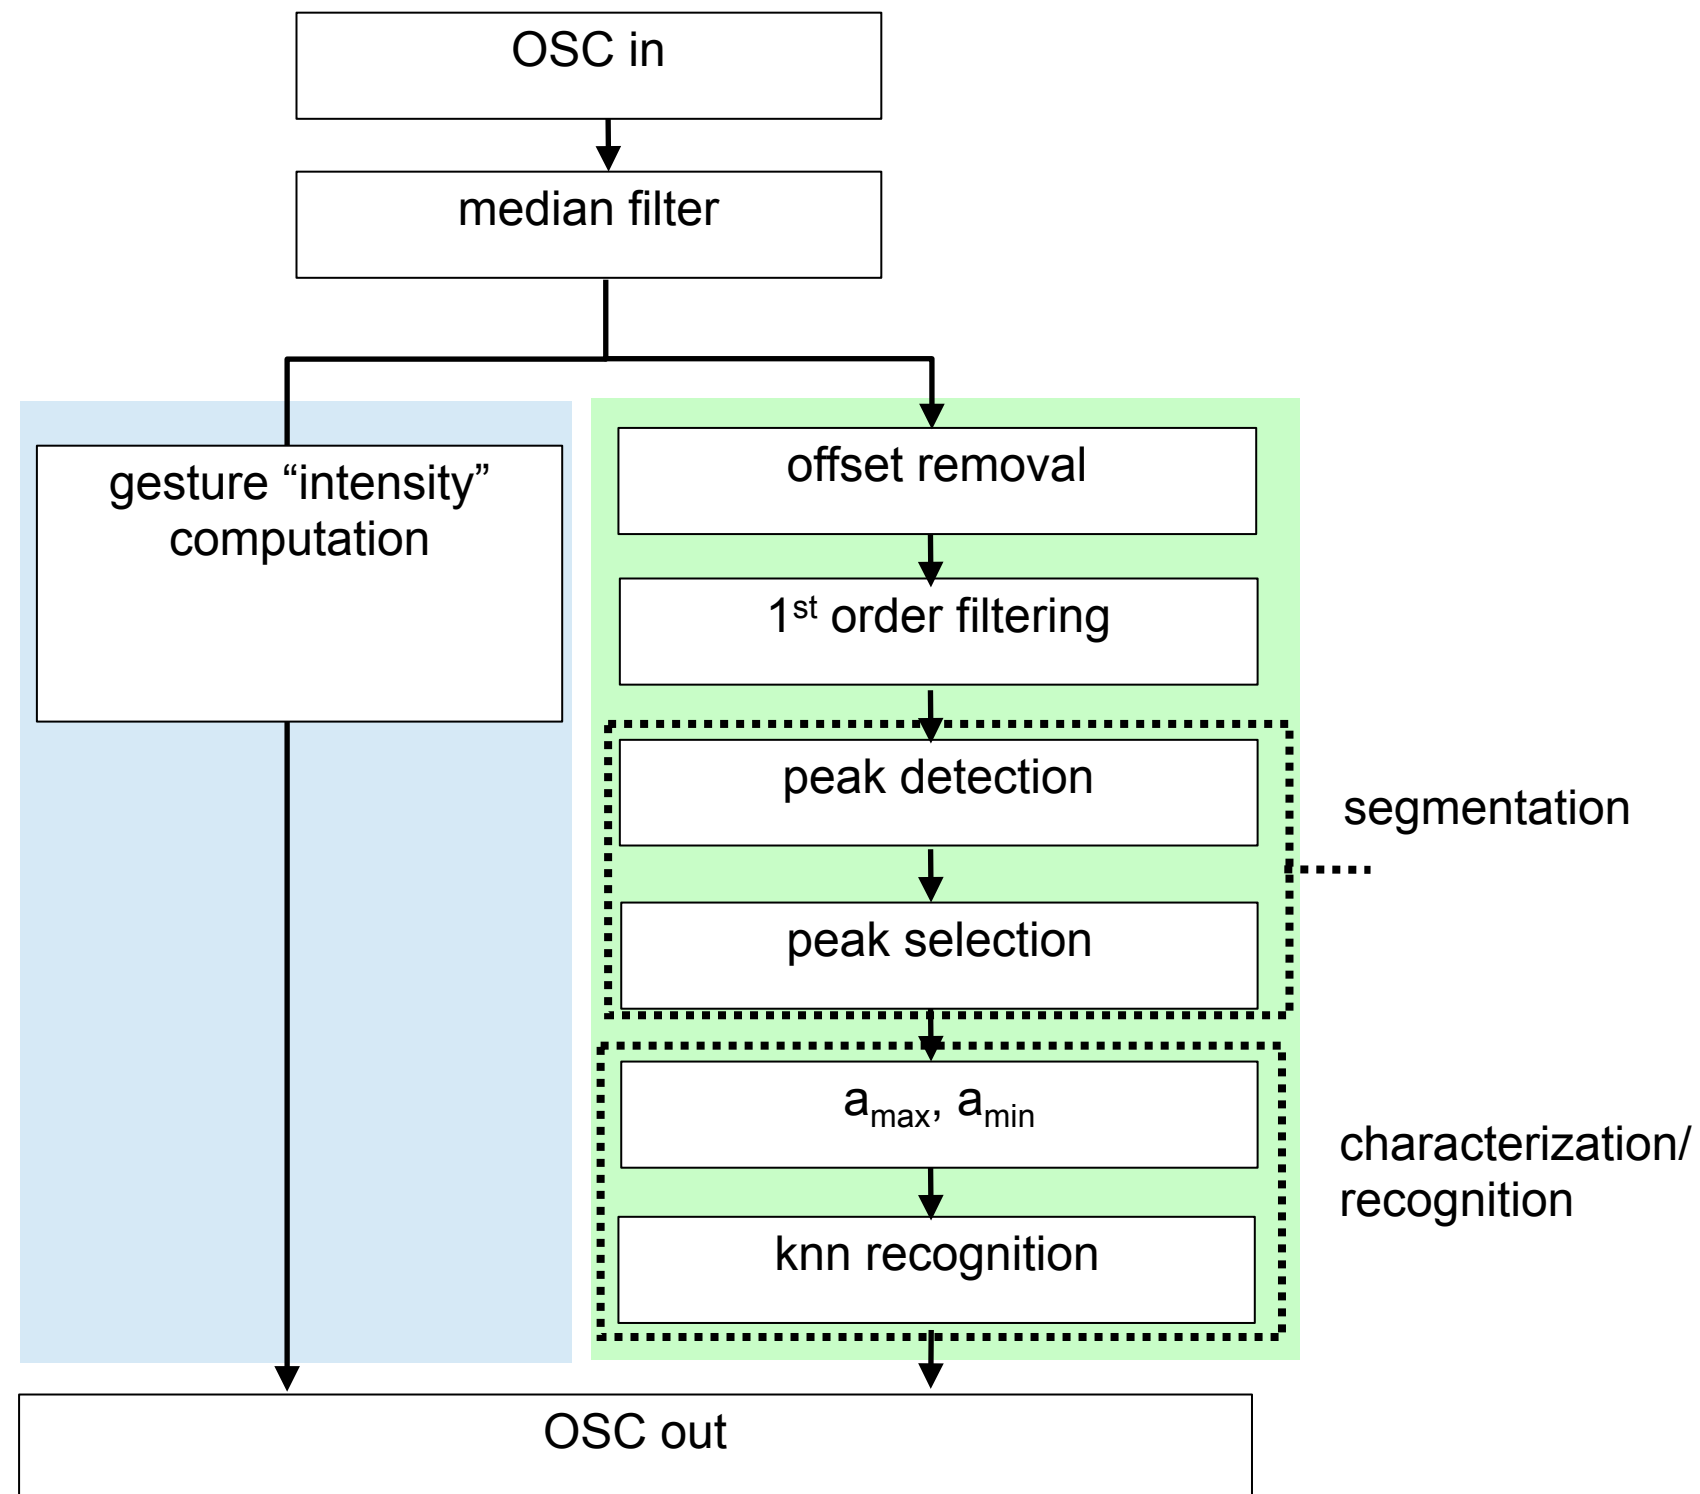 OSC in
median filter
gesture “intensity”
computation
offset removal
1st order filtering
peak detection
peak selection
segmentation
amax, amin
knn recognition
characterization/
recognition
OSC out